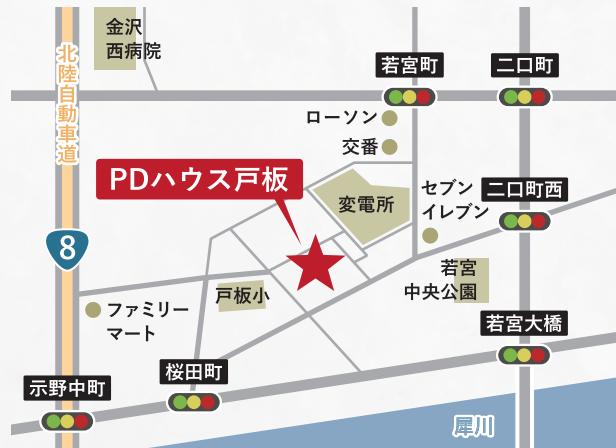 金沢
西病院
北陸自動車道
若宮町
二口町
ローソン
交番
PDハウス戸板
変電所
セブン
イレブン
二口町西
8
若宮
中央公園
戸板小
ファミリー
マート
若宮大橋
桜田町
示野中町
犀川